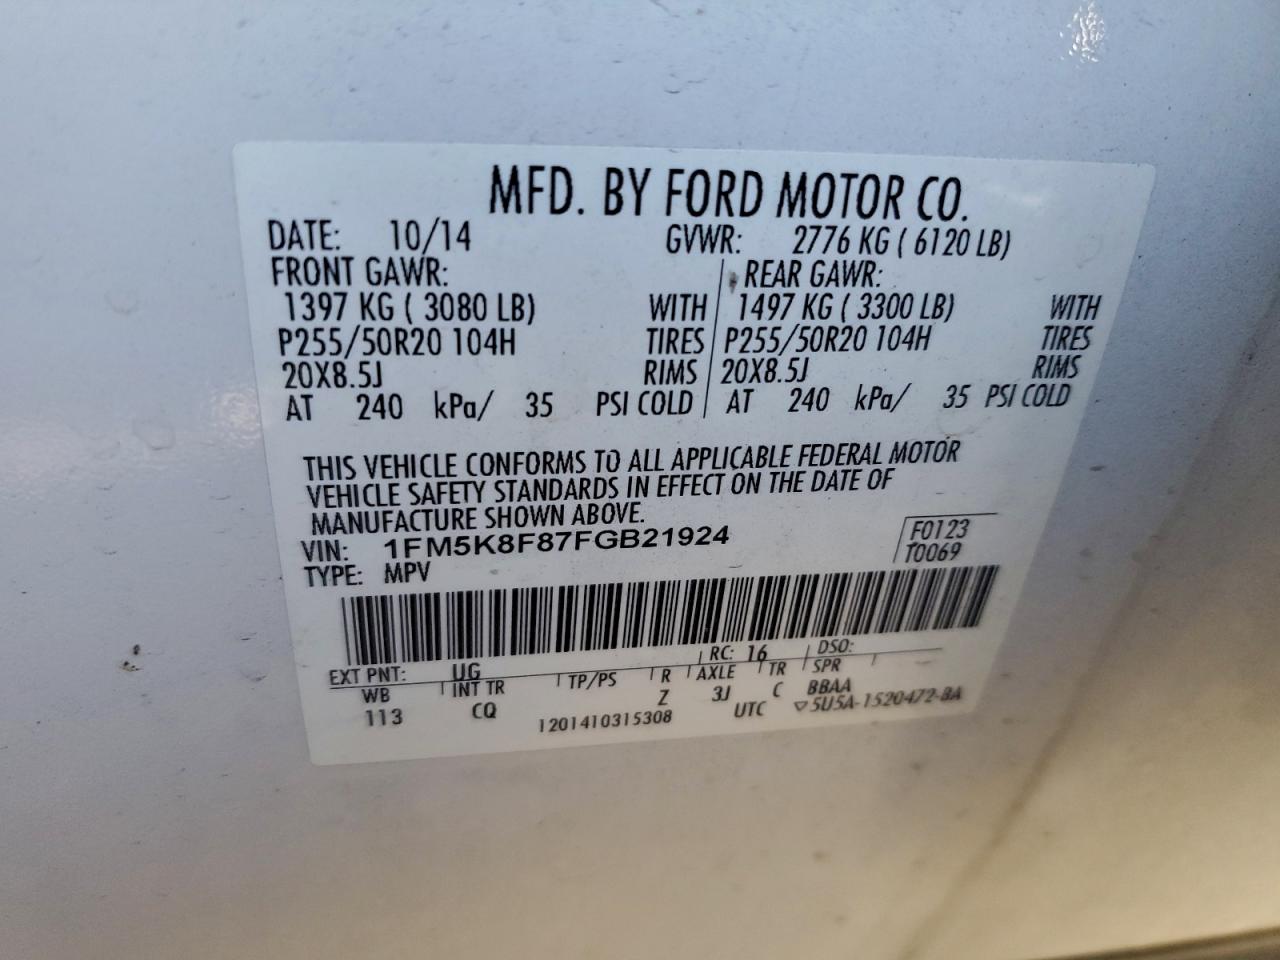 MFD. BY FORD MOTOR CO.
DATE: 10/14 GVWR: 2776 KG ( 6120 LB)
FRONT GAWR: REAR GAWR:
1397 KG ( 3080 LB) WITH 1497 KG ( 3300 LB) WITH
P255/50R20 104H TIRES P255/50R20 104H TIRES
20X8.5J RIMS 20X8.5J RIMS
AT 240 kPa/ 35 PSI COLD AT 240 kPa/ 35 PSI COLD
THIS VEHICLE CONFORMS TO ALL APPLICABLE FEDERAL MOTOR
VEHICLE SAFETY STANDARDS IN EFFECT ON THE DATE OF
MANUFACTURE SHOWN ABOVE.
VIN: 1FM5K8F87FGB21924 F0123
TYPE: MPV T0069
EXT PNT: UG RC: 16 DSO:
WB INT TR TP/PS R AXLE TR SPR
113 CQ Z 3J C BBAA
1201410315308 UTC ▽5U5A-1520472-BA